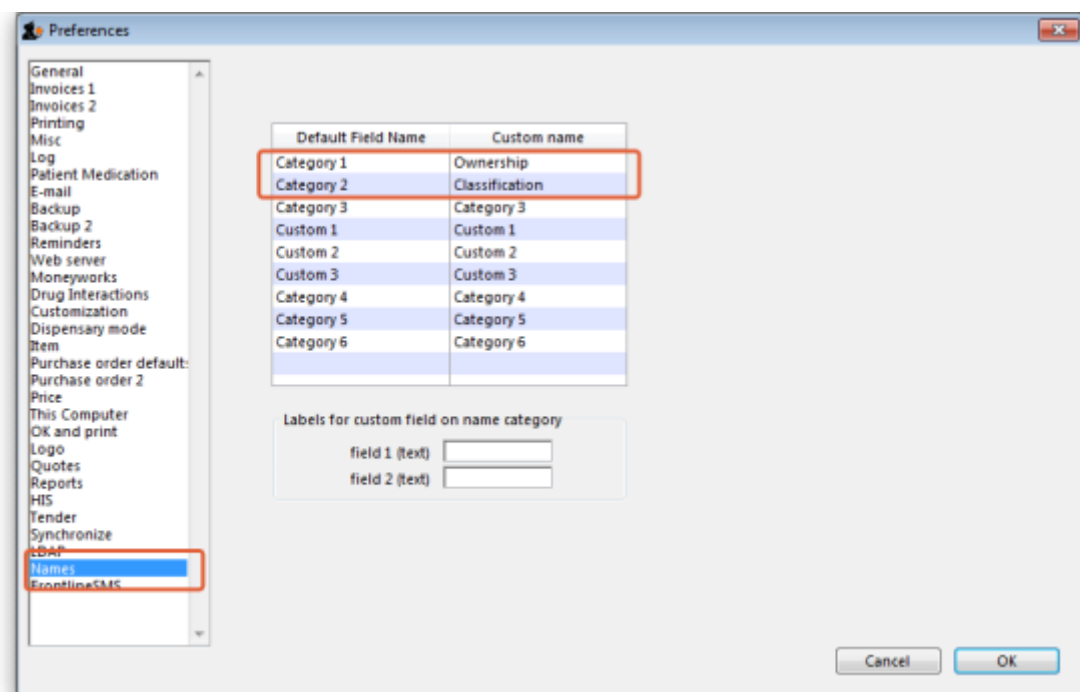 Preferences
General
Invoices 1
Invoices 2
Printing
Misc
Log
Patient Medication
E-mail
Backup
Backup 2
Reminders
Web server
Moneyworks
Drug Interactions
Customization
Dispensary mode
Item
Purchase order default:
Purchase order 2
Price
This Computer
OK and print
Logo
Quotes
Reports
HIS
Tender
Synchronize
LDAP
Names
FrontlineSMS
Default Field Name Custom name
Category 1 Ownership
Category 2 Classification
Category 3 Category 3
Custom 1 Custom 1
Custom 2 Custom 2
Custom 3 Custom 3
Category 4 Category 4
Category 5 Category 5
Category 6 Category 6
Labels for custom field on name category
field 1 (text)
field 2 (text)
Cancel OK